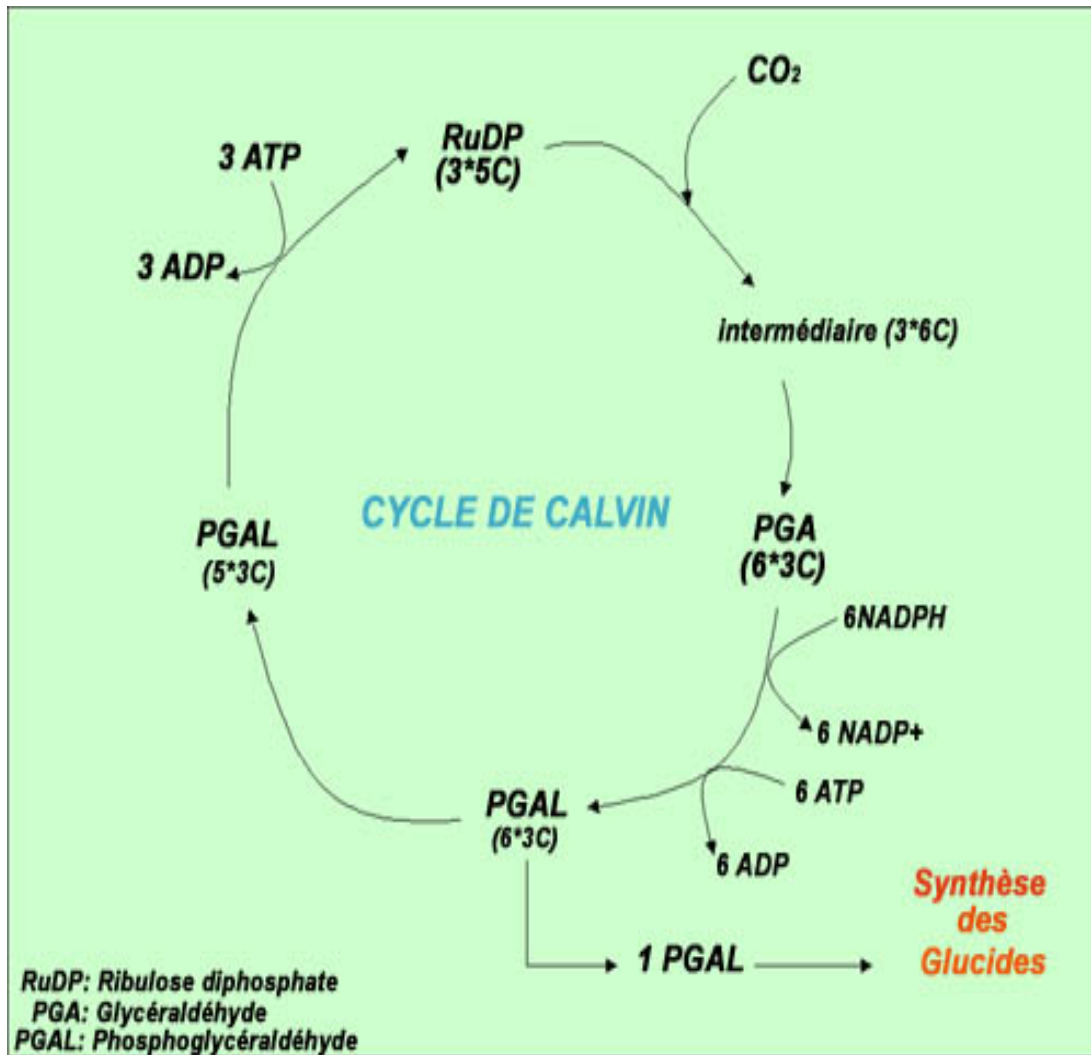 CO₂
RuDP
(3*5C)
3 ATP
3 ADP
intermédiaire (3*6C)
CYCLE DE CALVIN
PGAL
(5*3C)
PGA
(6*3C)
6NADPH
6 NADP+
6 ATP
6 ADP
PGAL
(6*3C)
1 PGAL
Synthèse
des
Glucides
RuDP: Ribulose diphosphate
PGA: Glycéraldéhyde
PGAL: Phosphoglycéraldéhyde